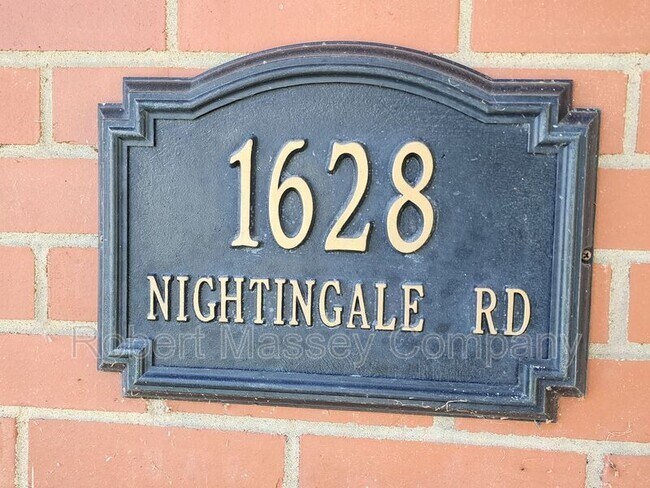 1628
NIGHTINGALE RD
Robert Massey Company